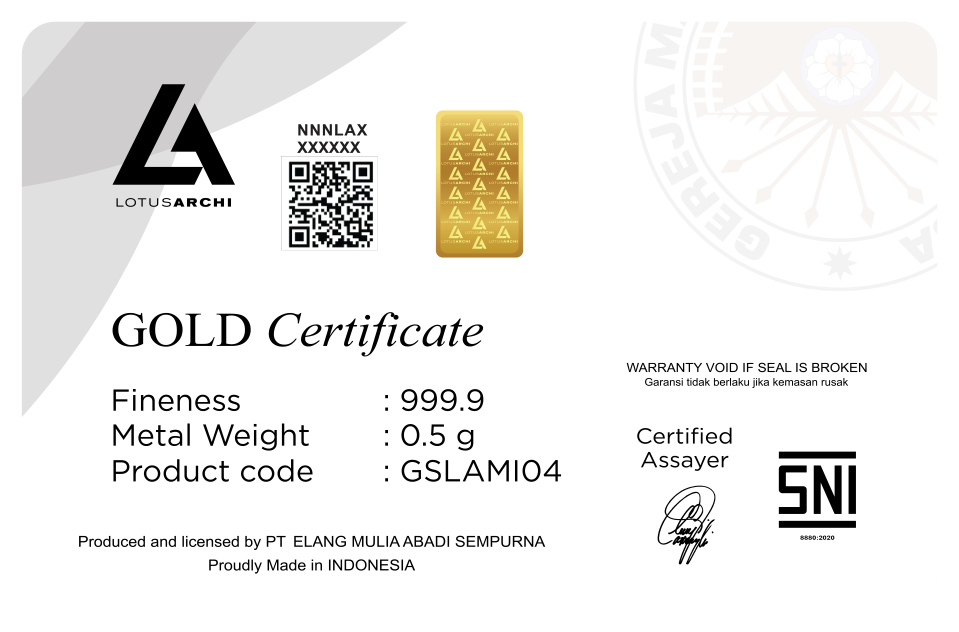 GEREJA M
A
LOTUSARCHI
NNNLAX
XXXXXX
LOTUSARCHI
GOLD Certificate
Fineness : 999.9
Metal Weight : 0.5 g
Product code : GSLAMI04
WARRANTY VOID IF SEAL IS BROKEN
Garansi tidak berlaku jika kemasan rusak
Certified
Assayer
SNI
8880:2020
Produced and licensed by PT ELANG MULIA ABADI SEMPURNA
Proudly Made in INDONESIA